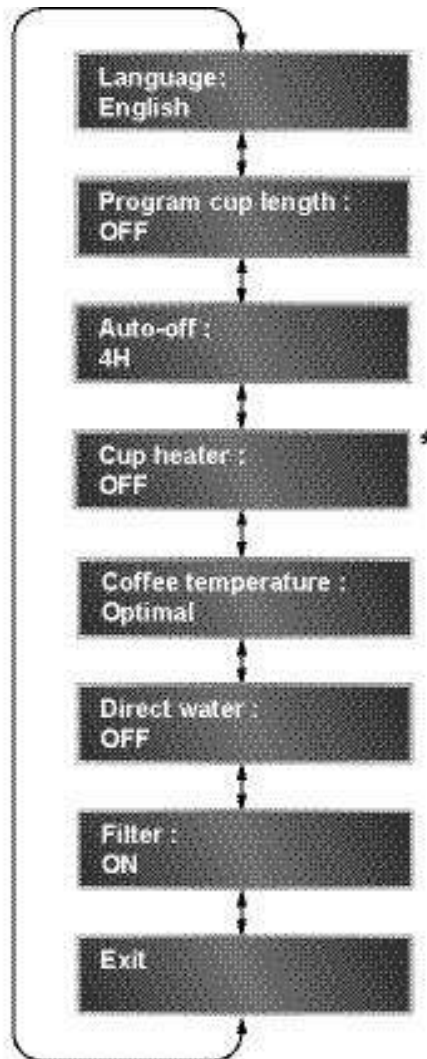 Language:
English
Program cup length :
OFF
Auto-off :
4H
Cup heater :
OFF
*
Coffee temperature :
Optimal
Direct water :
OFF
Filter :
ON
Exit